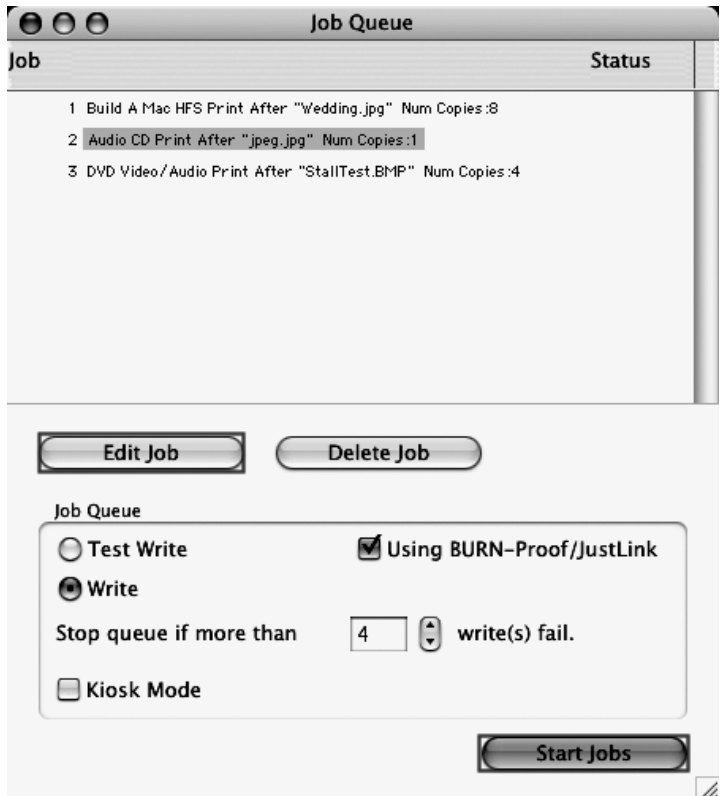 Job Queue
Job Status
1 Build A Mac HFS Print After "Wedding.jpg" Num Copies:8
2 Audio CD Print After "jpeg.jpg" Num Copies:1
3 DVD Video/Audio Print After "StallTest.BMP" Num Copies:4
Edit Job Delete Job
Job Queue
Test Write Using BURN-Proof/JustLink
Write
Stop queue if more than 4 write(s) fail.
Kiosk Mode
Start Jobs